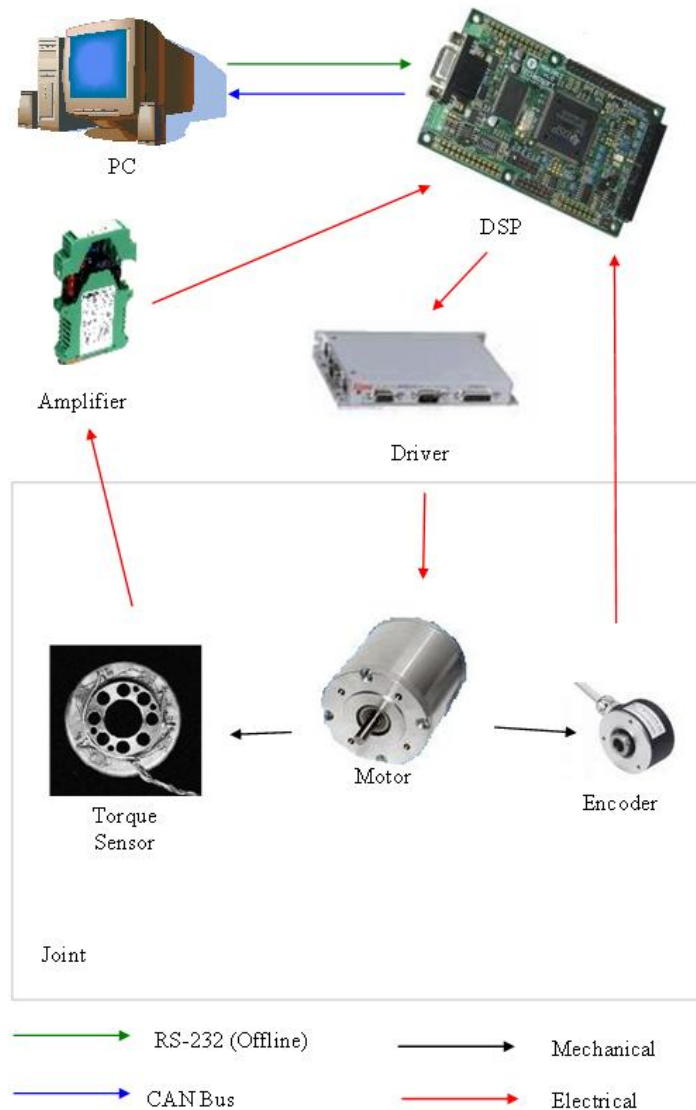 PC
DSP
Amplifier
Driver
Torque
Sensor
Motor
Encoder
Joint
RS-232 (Offline)
Mechanical
CAN Bus
Electrical